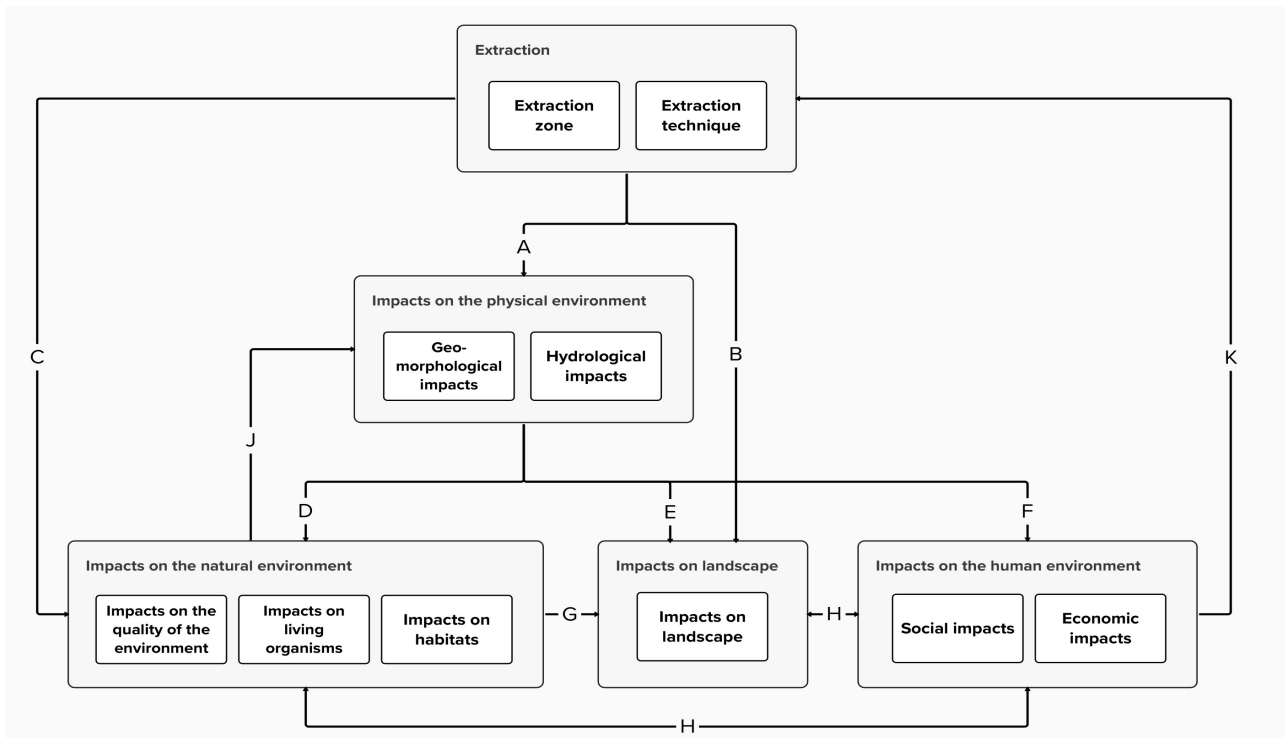 Extraction
Extraction
zone
Extraction
technique
A
Impacts on the physical environment
Geo-
morphological
impacts
Hydrological
impacts
C
B
K
J
D
E
F
Impacts on the natural environment
Impacts on the
quality of the
environment
Impacts on
living
organisms
Impacts on
habitats
G
Impacts on landscape
Impacts on
landscape
H
Impacts on the human environment
Social impacts
Economic
impacts
H